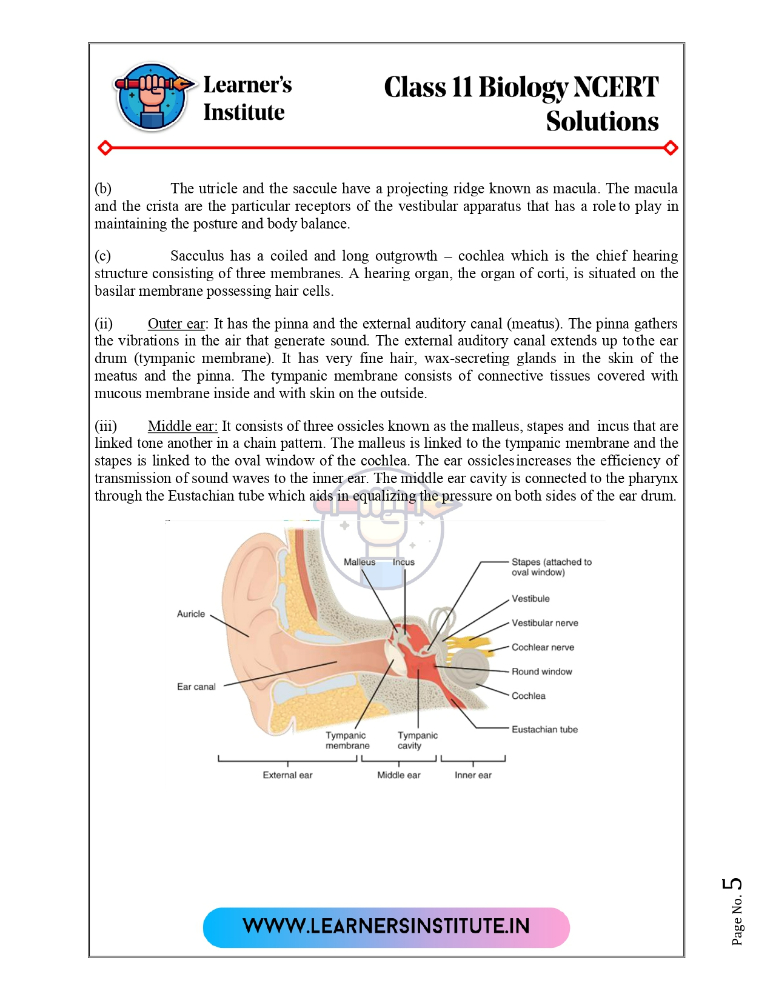 Learner's
Institute
Class 11 Biology NCERT
Solutions
(b) The utricle and the saccule have a projecting ridge known as macula. The macula
and the crista are the particular receptors of the vestibular apparatus that has a role to play in
maintaining the posture and body balance.
(c) Sacculus has a coiled and long outgrowth – cochlea which is the chief hearing
structure consisting of three membranes. A hearing organ, the organ of corti, is situated on the
basilar membrane possessing hair cells.
(ii) Outer ear: It has the pinna and the external auditory canal (meatus). The pinna gathers
the vibrations in the air that generate sound. The external auditory canal extends up to the ear
drum (tympanic membrane). It has very fine hair, wax-secreting glands in the skin of the
meatus and the pinna. The tympanic membrane consists of connective tissues covered with
mucous membrane inside and with skin on the outside.
(iii) Middle ear: It consists of three ossicles known as the malleus, stapes and incus that are
linked tone another in a chain pattern. The malleus is linked to the tympanic membrane and the
stapes is linked to the oval window of the cochlea. The ear ossicles increases the efficiency of
transmission of sound waves to the inner ear. The middle ear cavity is connected to the pharynx
through the Eustachian tube which aids in equalizing the pressure on both sides of the ear drum.
Malleus
Incus
Stapes (attached to
oval window)
Vestibule
Auricle
Vestibular nerve
Cochlear nerve
Round window
Ear canal
Cochlea
Eustachian tube
Tympanic
membrane
Tympanic
cavity
External ear
Middle ear
Inner ear
Page No. 5
WWW.LEARNERSINSTITUTE.IN